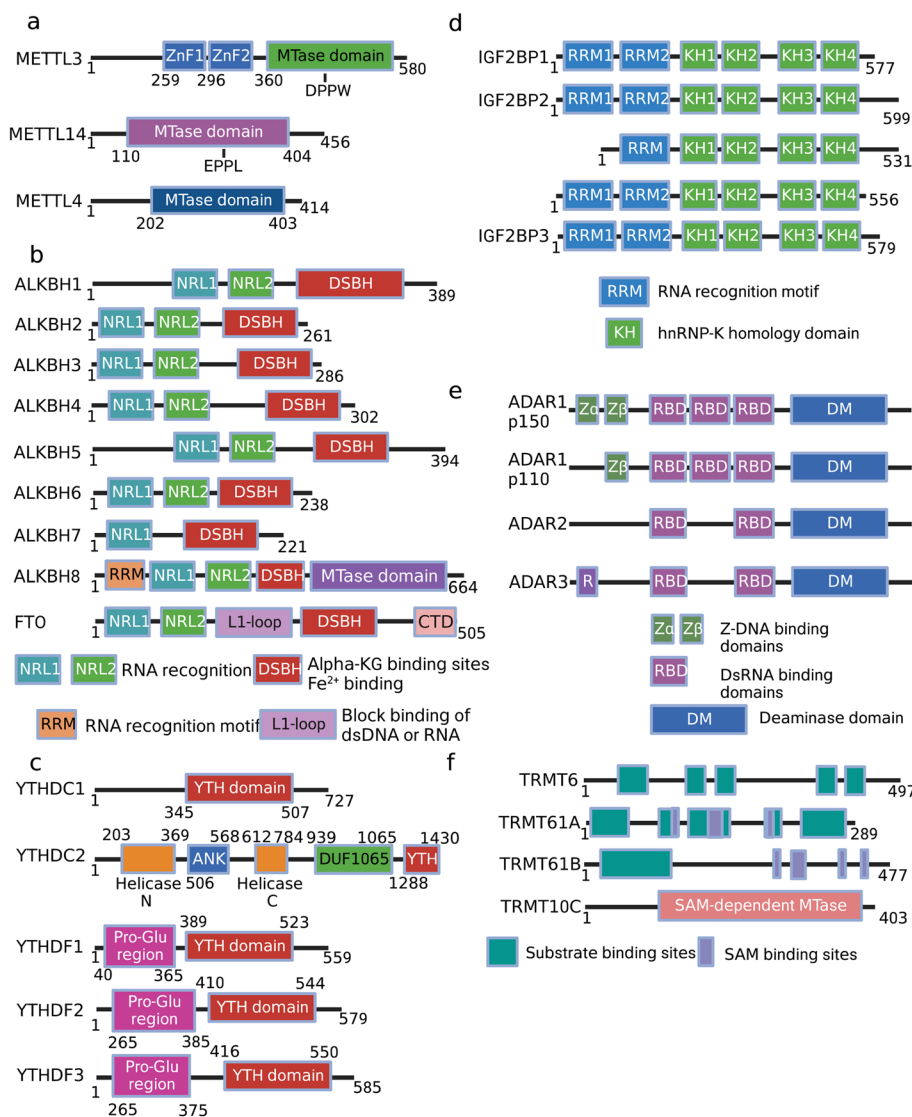 a
METTL3
ZnF1 ZnF2 MTase domain
1 259 296 360 580
DPPW
METTL14
MTase domain
1 110 404 456
EPPL
METTL4
MTase domain
1 202 403 414
b
ALKBH1
NRL1 NRL2 DSBH
1 389
ALKBH2
NRL1 NRL2 DSBH
1 261
ALKBH3
NRL1 NRL2 DSBH
1 286
ALKBH4
NRL1 NRL2 DSBH
1 302
ALKBH5
NRL1 NRL2 DSBH
1 394
ALKBH6
NRL1 NRL2 DSBH
1 238
ALKBH7
NRL1 DSBH
1 221
ALKBH8
RRM NRL1 NRL2 DSBH MTase domain
1 664
FTO
NRL1 NRL2 L1-loop DSBH CTD
1 505
NRL1 NRL2 RNA recognition DSBH Alpha-KG binding sites
Fe²⁺ binding
RRM RNA recognition motif L1-loop Block binding of
dsDNA or RNA
c
YTHDC1
YTH domain
1 345 507 727
203 369 568 612 784 939 1065 1430
YTHDC2
ANK DUF1065 YTH
1 Helicase N 506 Helicase C 1288
389 523
YTHDF1
Pro-Glu region YTH domain
1 40 365 559
410 544
YTHDF2
Pro-Glu region YTH domain
1 265 385 579
416 550
YTHDF3
Pro-Glu region YTH domain
1 265 375 585
d
IGF2BP1
1 RRM1 RRM2 KH1 KH2 KH3 KH4 577
IGF2BP2
1 RRM1 RRM2 KH1 KH2 KH3 KH4 599
1 RRM KH1 KH2 KH3 KH4 531
1 RRM1 RRM2 KH1 KH2 KH3 KH4 556
IGF2BP3
1 RRM1 RRM2 KH1 KH2 KH3 KH4 579
RRM RNA recognition motif
KH hnRNP-K homology domain
e
ADAR1
p150
Zα Zβ RBD RBD RBD DM
ADAR1
p110
Zβ RBD RBD RBD DM
ADAR2
RBD RBD DM
ADAR3
R RBD RBD DM
Zα Zβ Z-DNA binding
domains
RBD DsRNA binding
domains
DM Deaminase domain
f
TRMT6
1 497
TRMT61A
1 289
TRMT61B
1 477
TRMT10C
SAM-dependent MTase
1 403
Substrate binding sites SAM binding sites